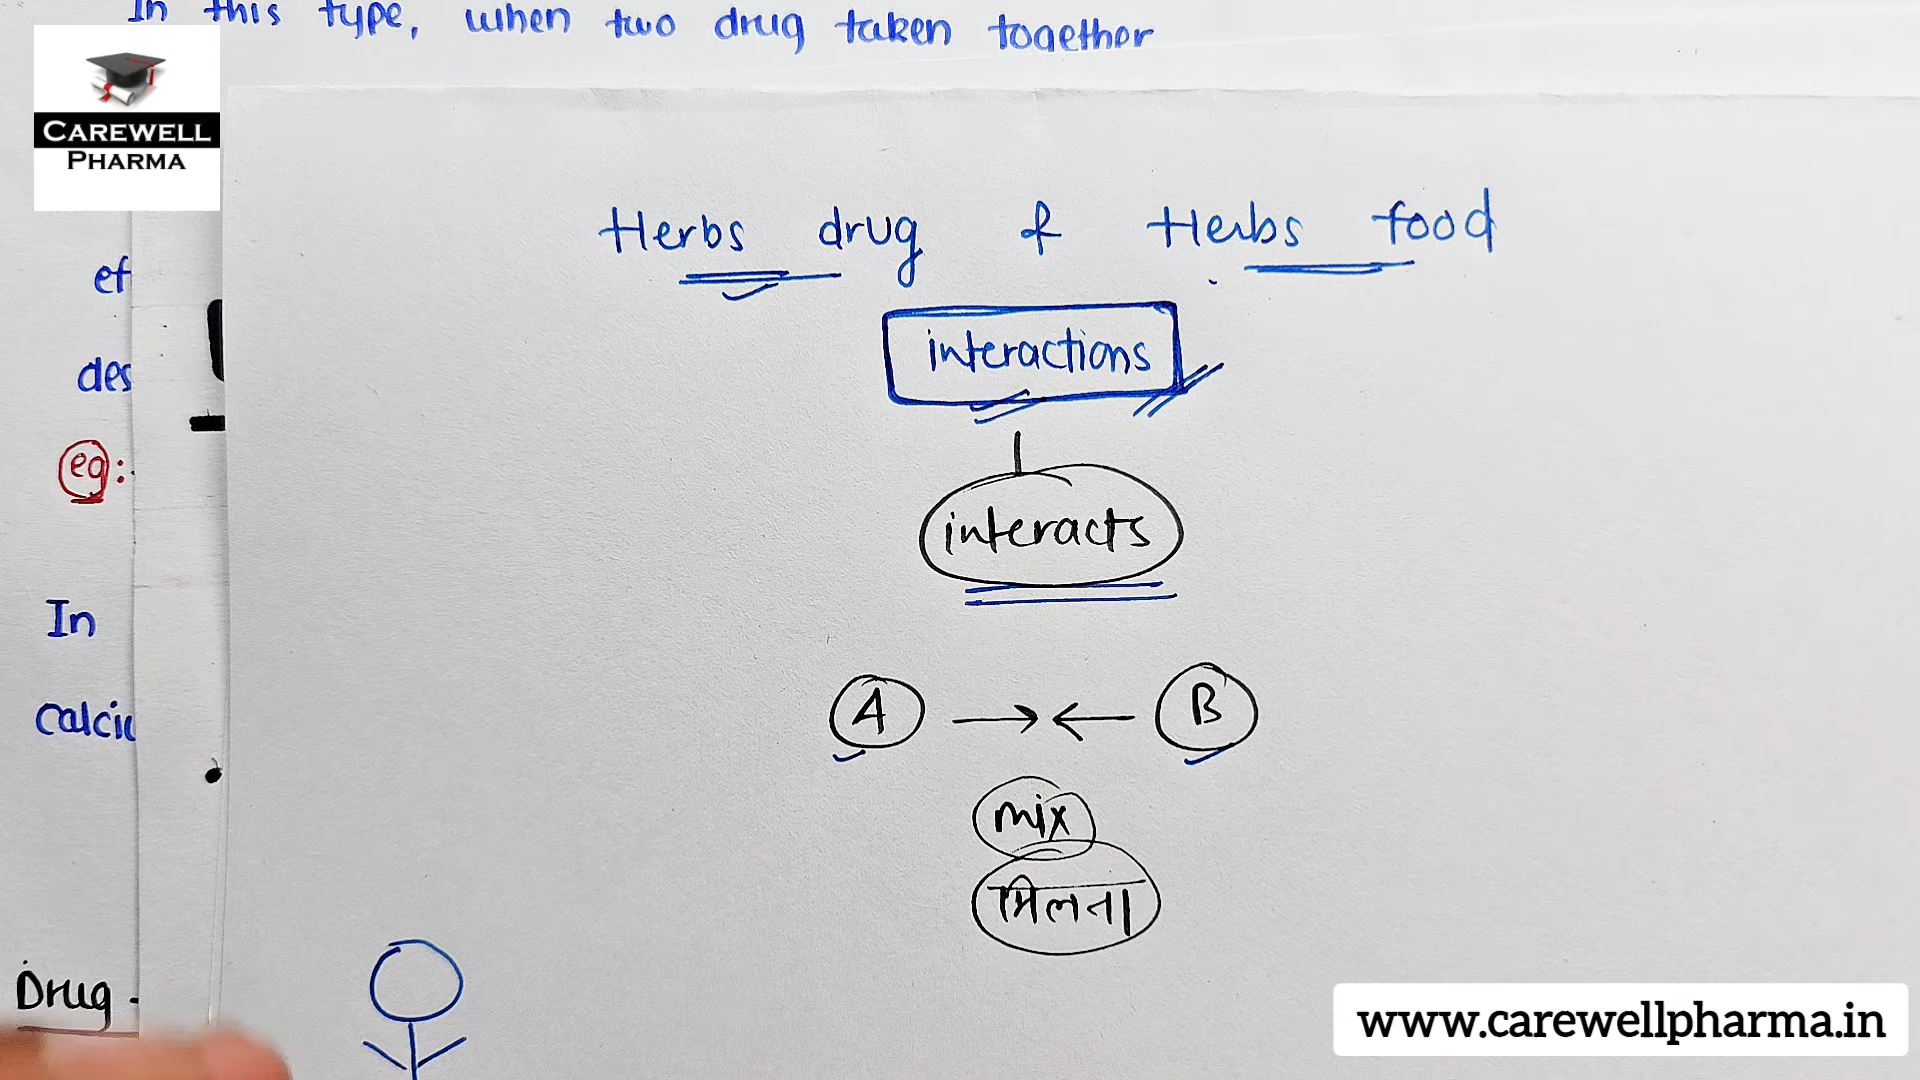 In this type, when two drug taken together
CAREWELL
PHARMA
Herbs drug & Herbs food
ef
interactions
des
eg:-
interacts
In
A → ← B
calciu
mix
मिलना
Drug -
www.carewellpharma.in